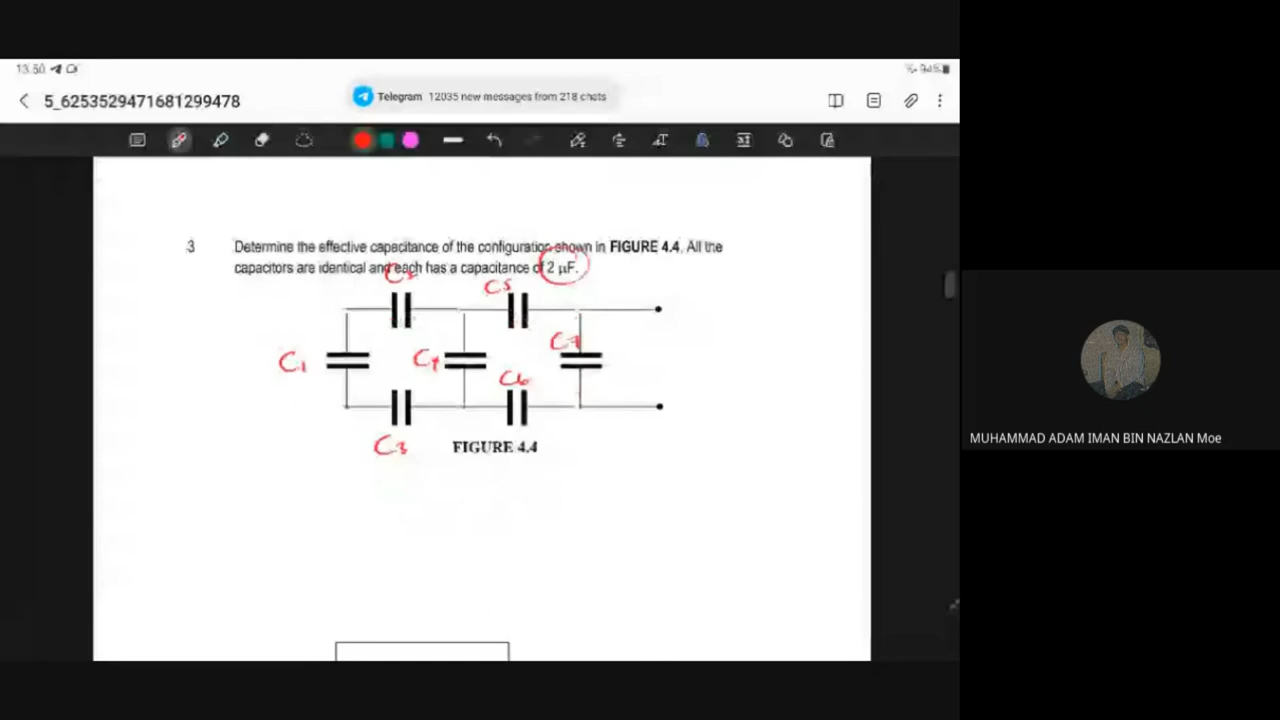 13.50
5_6253529471681299478
Telegram 12035 new messages from 218 chats
3 Determine the effective capacitance of the configuration shown in FIGURE 4.4. All the
capacitors are identical and each has a capacitance of 2 μF.
C5
C7
C1
C4
C6
C3
FIGURE 4.4
MUHAMMAD ADAM IMAN BIN NAZLAN Moe